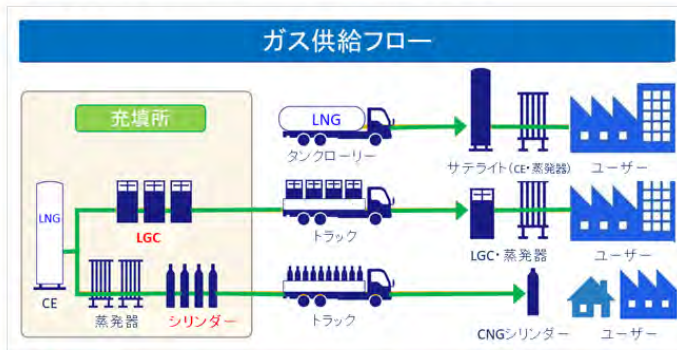 ガス供給フロー
充填所
LNG
タンクローリー
サテライト(CE・蒸発器)
ユーザー
LNG
CE
LGC
トラック
LGC・蒸発器
ユーザー
蒸発器
シリンダー
トラック
CNGシリンダー
ユーザー